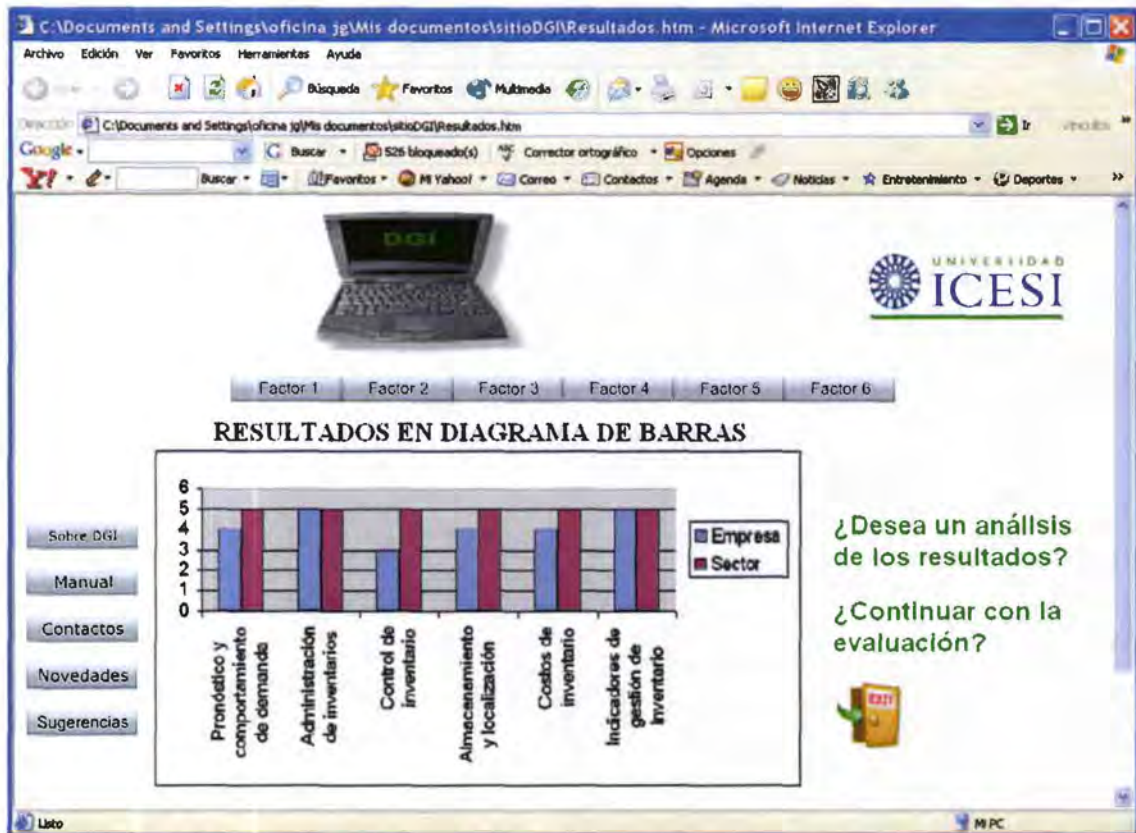 C:\Documents and Settings\oficina jg\Mis documentos\sitioDGI\Resultados.htm - Microsoft Internet Explorer
Archivo Edición Ver Favoritos Herramientas Ayuda
Búsqueda Favoritos Multimedia
Dirección C:\Documents and Settings\oficina jg\Mis documentos\sitioDGI\Resultados.htm Ir Vínculos »
Google Buscar 526 bloqueado(s) ABC Corrector ortográfico Opciones
Y! Buscar Favoritos Mi Yahoo! Correo Contactos Agenda Noticias Entretenimiento Deportes »
DGI
UNIVERSIDAD
ICESI
Factor 1 Factor 2 Factor 3 Factor 4 Factor 5 Factor 6
RESULTADOS EN DIAGRAMA DE BARRAS
6
5
4
3
2
1
0
Pronóstico y
comportamiento
de demanda
Administración
de inventarios
Control de
inventario
Almacenamiento
y localización
Costos de
inventario
Indicadores de
gestión de
inventario
Empresa
Sector
Sobre DGI
Manual
Contactos
Novedades
Sugerencias
¿Desea un análisis
de los resultados?
¿Continuar con la
evaluación?
EXIT
Listo
Mi PC